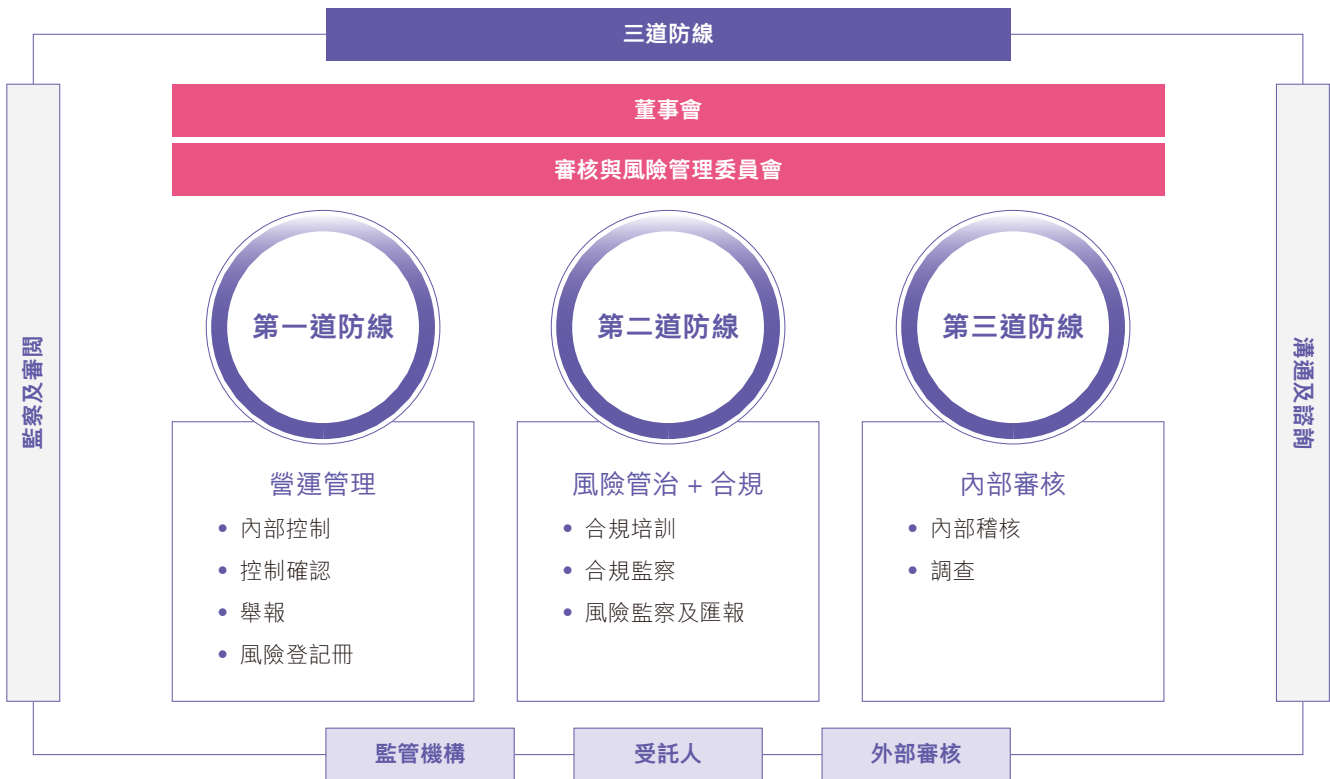 三道防線
董事會
審核與風險管理委員會
監察及審閱
溝通及諮詢
第一道防線
第二道防線
第三道防線
營運管理
內部控制
控制確認
舉報
風險登記冊
風險管治 + 合規
合規培訓
合規監察
風險監察及匯報
內部審核
內部稽核
調查
監管機構
受託人
外部審核